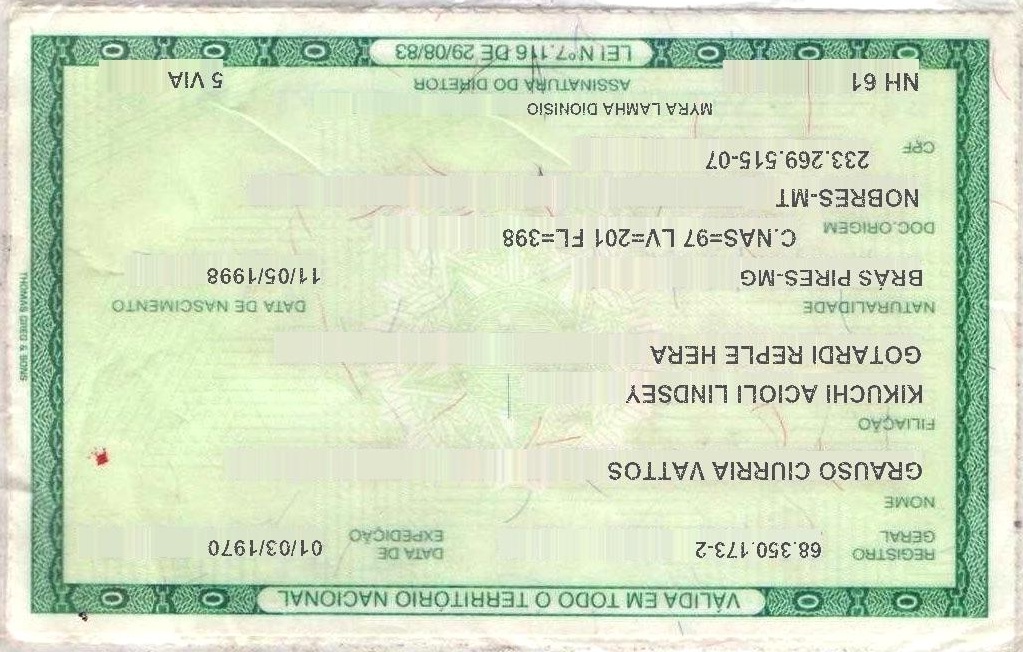 VÁLIDA EM TODO O TERRITÓRIO NACIONAL
REGISTRO GERAL 68.350.173-2 DATA DE EXPEDIÇÃO 01/03/1970
NOME
GRAUSO CIURRIA VATTOS
FILIAÇÃO
KIKUCHI ACIOLI LINDSEY
GOTARDI REPLE HERA
NATURALIDADE DATA DE NASCIMENTO
BRÁS PIRES-MG 11/05/1998
DOC.ORIGEM C.NAS=97 LV=201 FL=398
NOBRES-MT
CPF 233.269.515-07
MYRA LAMHA DIONISIO
NH 61 ASSINATURA DO DIRETOR 5 VIA
LEI Nº 7.116 DE 29/08/83
THOMAS GREG & SONS